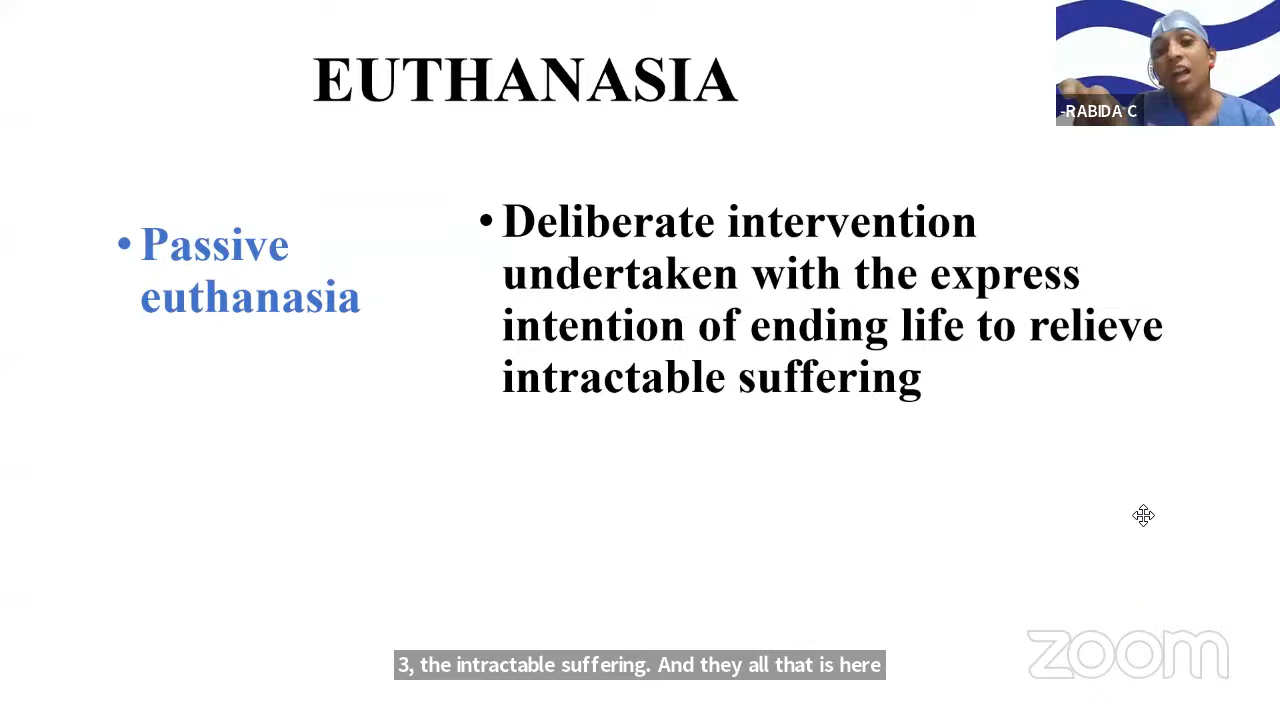 EUTHANASIA
-RABIDA C
• Passive
euthanasia
• Deliberate intervention
undertaken with the express
intention of ending life to relieve
intractable suffering
zoom
3, the intractable suffering. And they all that is here